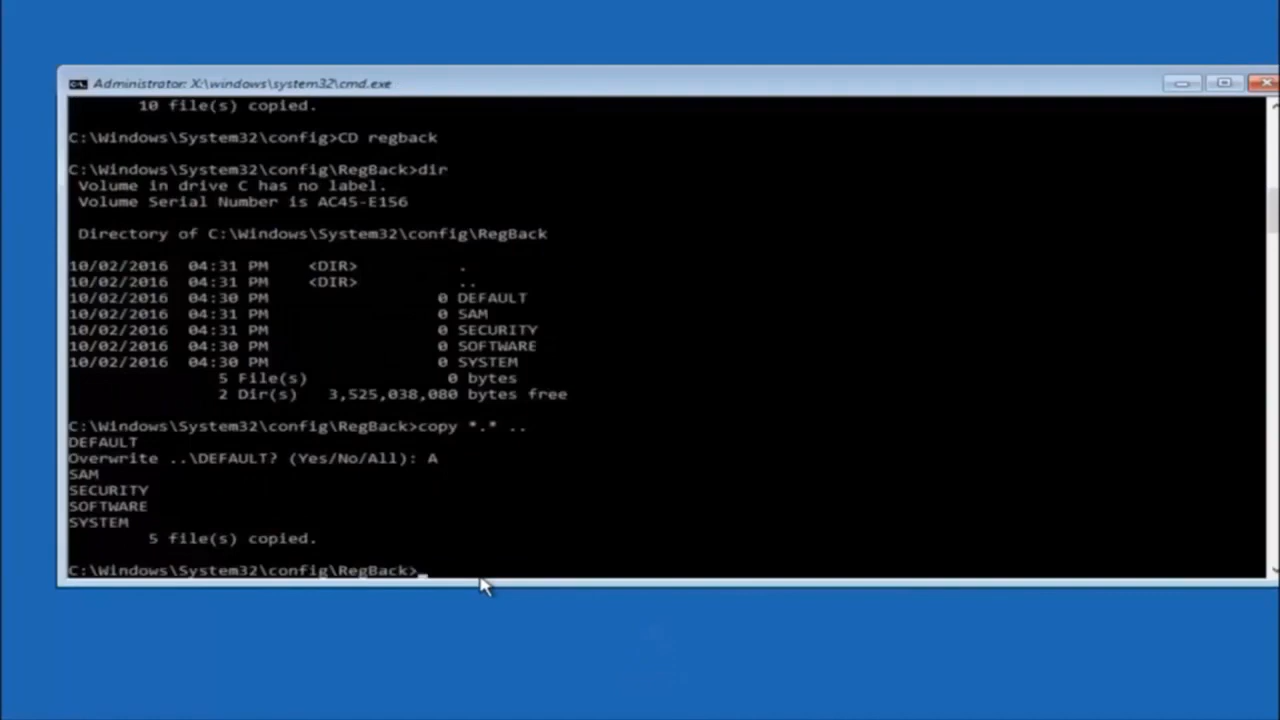 Administrator: X:\windows\system32\cmd.exe
10 file(s) copied.
C:\Windows\System32\config>CD regback
C:\Windows\System32\config\RegBack>dir
Volume in drive C has no label.
Volume Serial Number is AC45-E156
Directory of C:\Windows\System32\config\RegBack
10/02/2016 04:31 PM <DIR> .
10/02/2016 04:31 PM <DIR> ..
10/02/2016 04:30 PM 0 DEFAULT
10/02/2016 04:31 PM 0 SAM
10/02/2016 04:31 PM 0 SECURITY
10/02/2016 04:30 PM 0 SOFTWARE
10/02/2016 04:30 PM 0 SYSTEM
5 File(s) 0 bytes
2 Dir(s) 3,525,038,080 bytes free
C:\Windows\System32\config\RegBack>copy *.* ..
DEFAULT
Overwrite ..\DEFAULT? (Yes/No/All): A
SAM
SECURITY
SOFTWARE
SYSTEM
5 file(s) copied.
C:\Windows\System32\config\RegBack>_